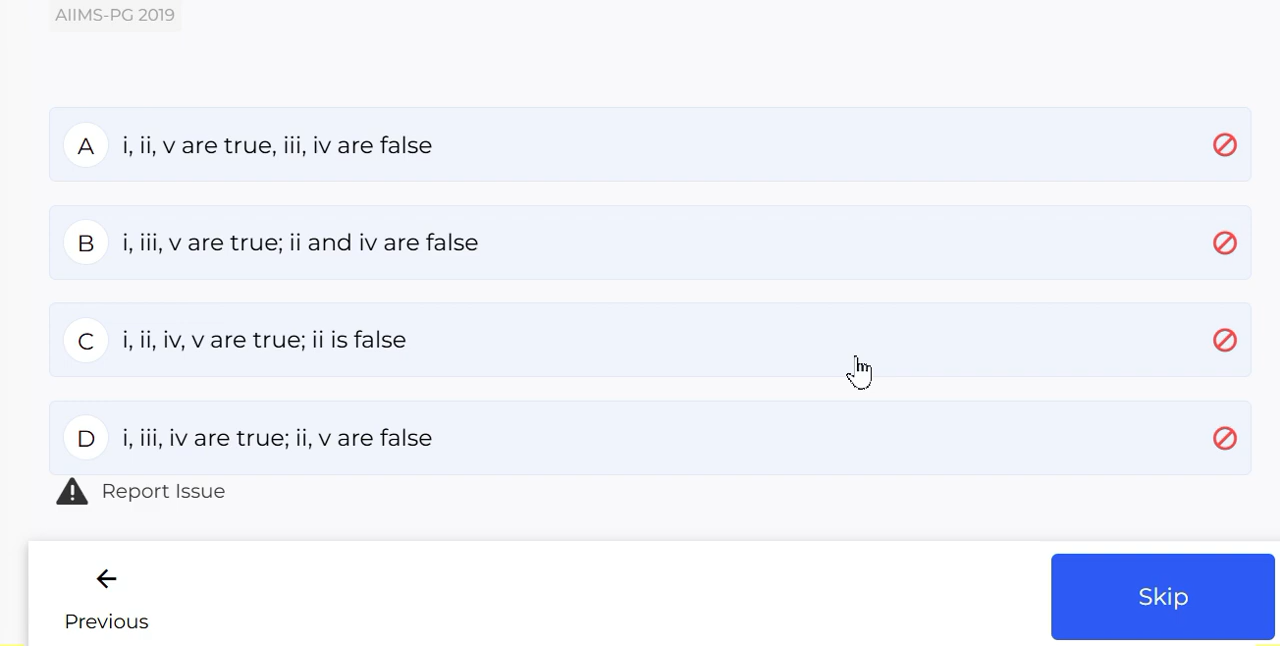 AIIMS-PG 2019
A i, ii, v are true, iii, iv are false
B i, iii, v are true; ii and iv are false
C i, ii, iv, v are true; ii is false
D i, iii, iv are true; ii, v are false
Report Issue
Previous
Skip